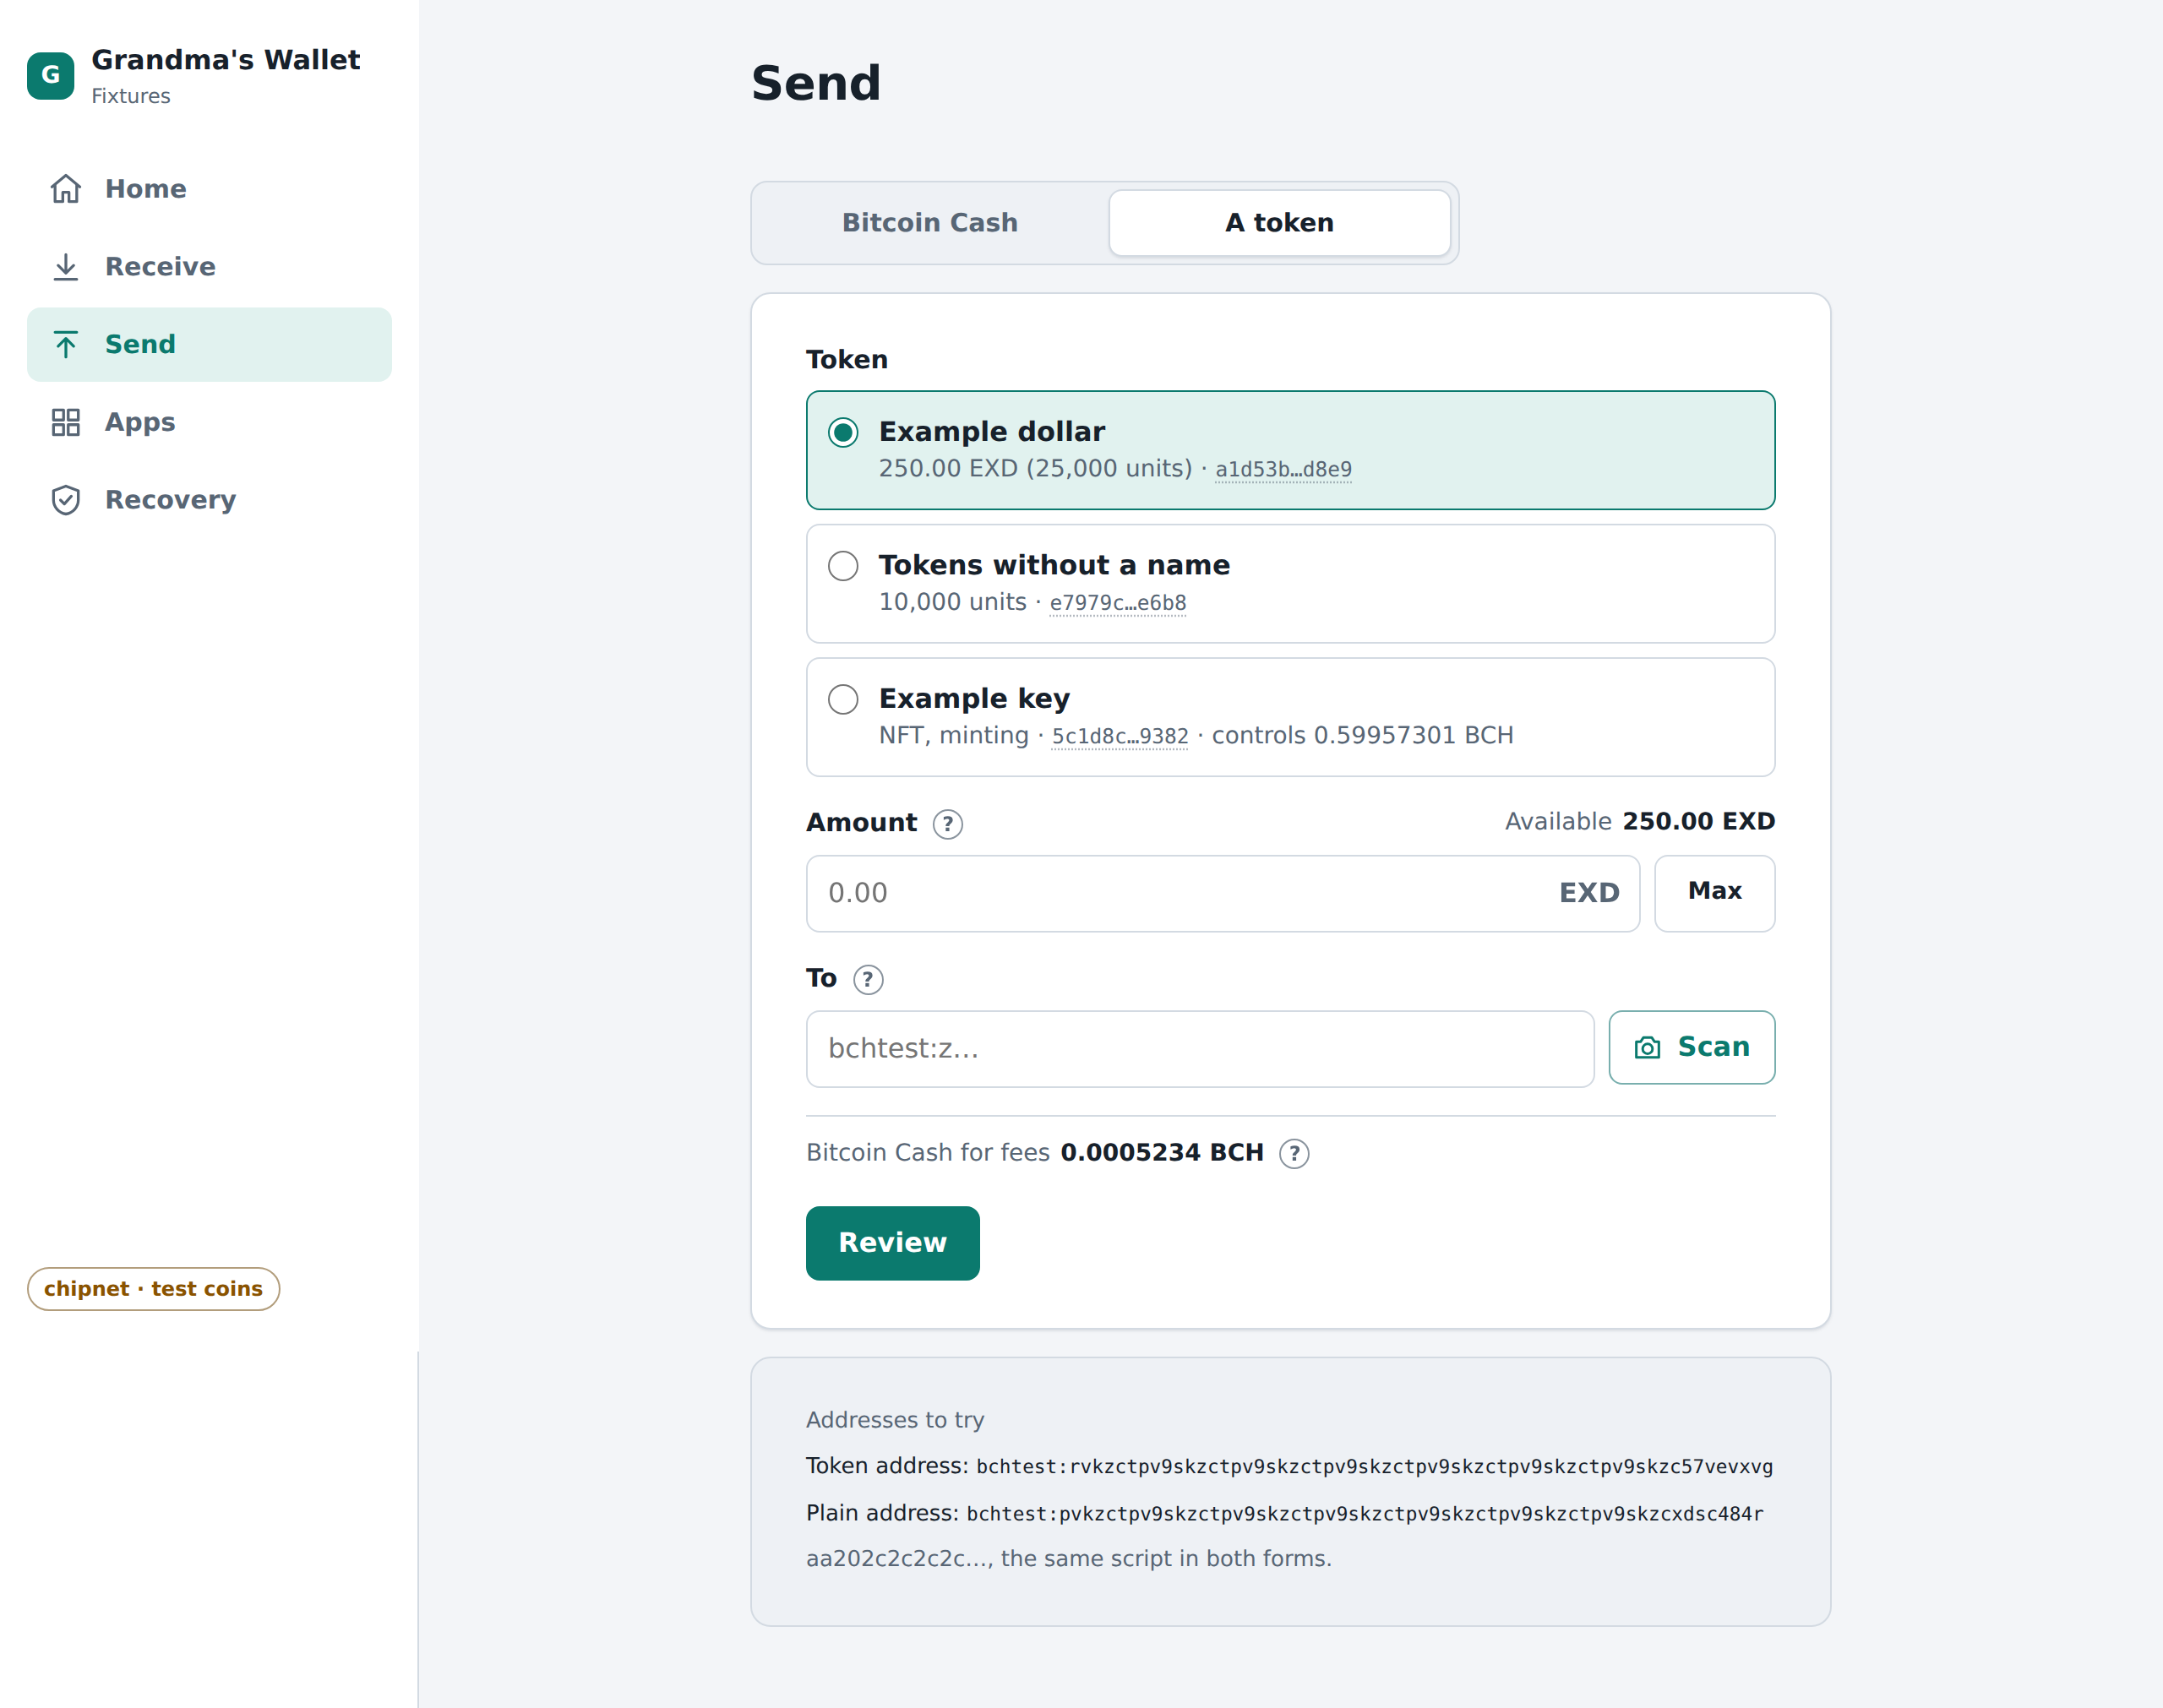 G
Grandma's Wallet
Fixtures
Home
Receive
Send
Apps
Recovery
chipnet · test coins
Send
Bitcoin Cash
A token
Token
Example dollar
250.00 EXD (25,000 units) · a1d53b…d8e9
Tokens without a name
10,000 units · e7979c…e6b8
Example key
NFT, minting · 5c1d8c…9382 · controls 0.59957301 BCH
Amount ?
Available 250.00 EXD
0.00 EXD
Max
To ?
bchtest:z…
Scan
Bitcoin Cash for fees 0.0005234 BCH ?
Review
Addresses to try
Token address: bchtest:rvkzctpv9skzctpv9skzctpv9skzctpv9skzctpv9skzctpv9skzc57vevxvg
Plain address: bchtest:pvkzctpv9skzctpv9skzctpv9skzctpv9skzctpv9skzctpv9skzcxdsc484r
aa202c2c2c2c…, the same script in both forms.